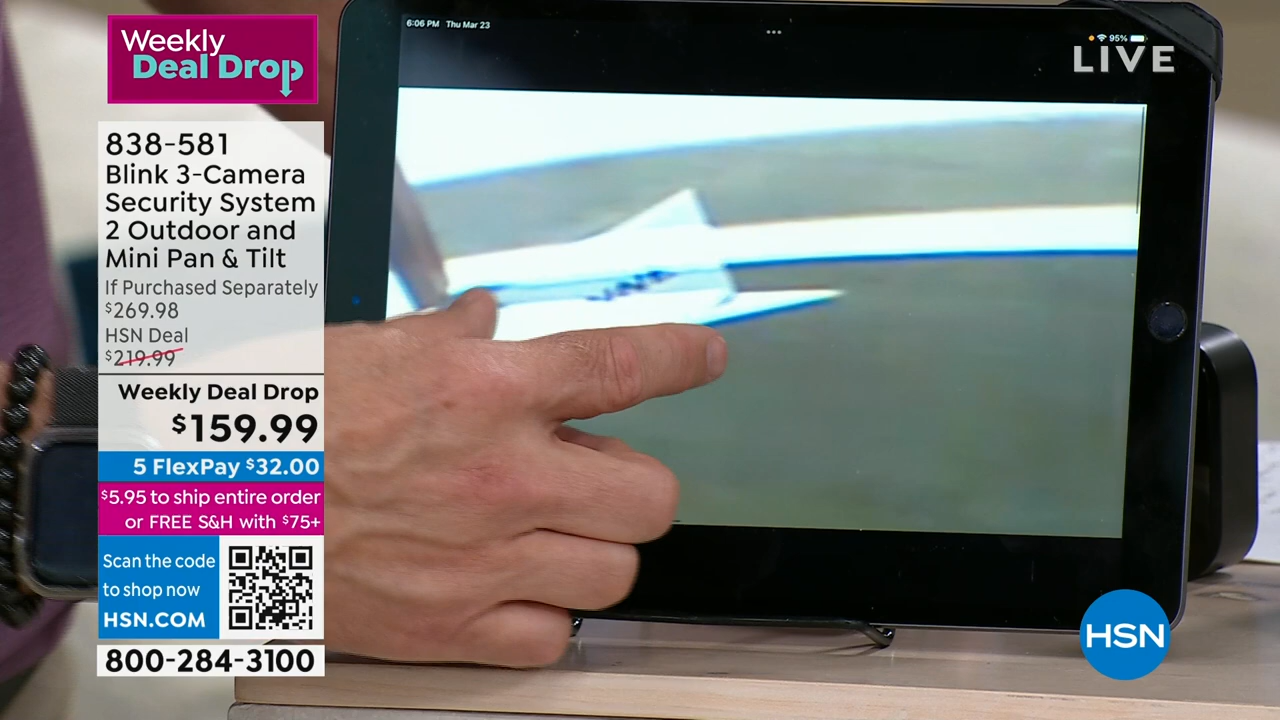 Weekly
Deal Drop
838-581
Blink 3-Camera
Security System
2 Outdoor and
Mini Pan & Tilt
If Purchased Separately
$269.98
HSN Deal
$219.99
Weekly Deal Drop
$159.99
5 FlexPay $32.00
$5.95 to ship entire order
or FREE S&H with $75+
Scan the code
to shop now
HSN.COM
800-284-3100
6:06 PM Thu Mar 23
95%
LIVE
HSN